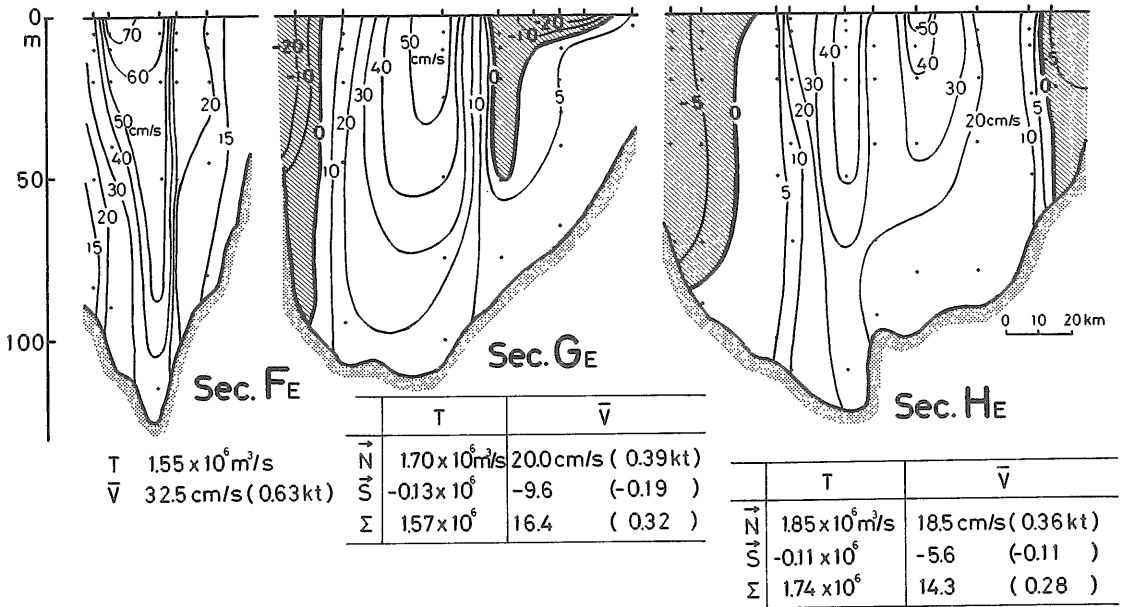 0
m
50
100
70
60
50 cm/s
40
30
20
15
20
15
Sec. FE
T 1.55 x 10⁶ m³/s
V̄ 32.5 cm/s (0.63 kt)
-20
-10
0
10
20
30
40
50
cm/s
10
0
-20
-10
5
Sec. GE
T V̄
N⃗ 1.70 x 10⁶ m³/s 20.0 cm/s ( 0.39 kt)
S⃗ -0.13 x 10⁶ -9.6 (-0.19 )
Σ 1.57 x 10⁶ 16.4 ( 0.32 )
-5
0
5
10
20
30
40
50
40
30
20 cm/s
10
5
0
-5
0 10 20 km
Sec. HE
T V̄
N⃗ 1.85 x 10⁶ m³/s 18.5 cm/s ( 0.36 kt)
S⃗ -0.11 x 10⁶ -5.6 (-0.11 )
Σ 1.74 x 10⁶ 14.3 ( 0.28 )